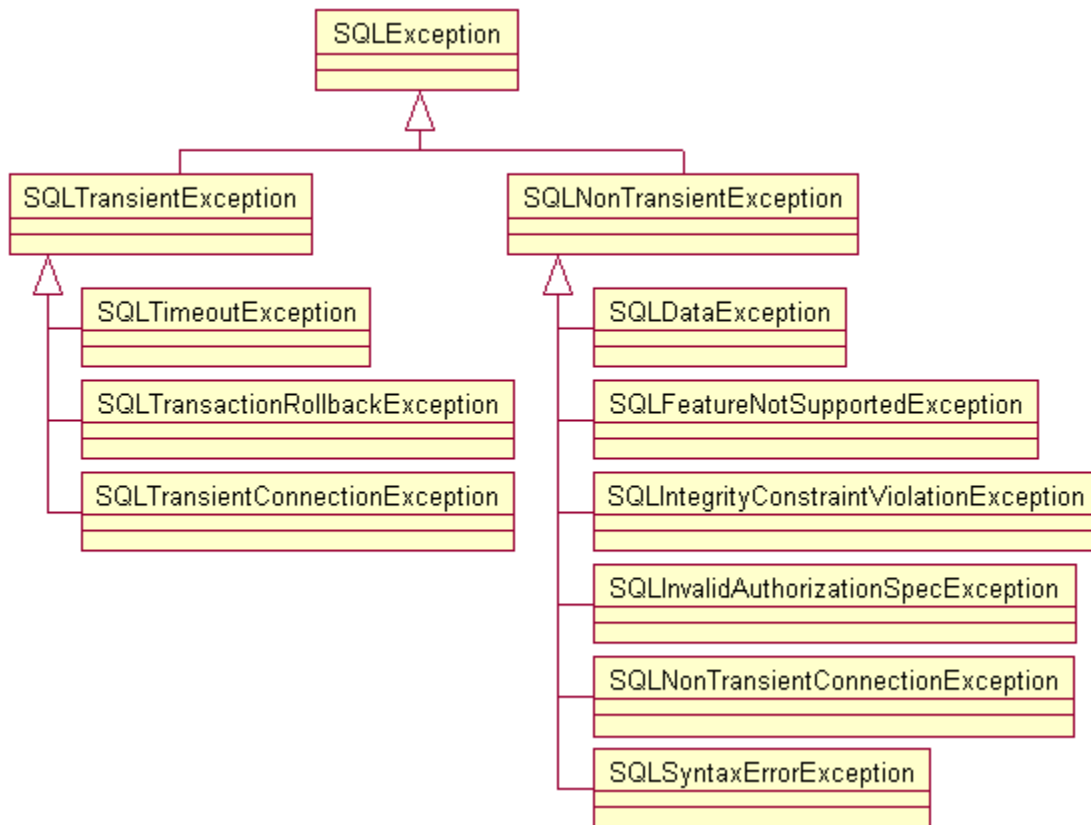 SQLException
SQLTransientException
SQLNonTransientException
SQLTimeoutException
SQLDataException
SQLTransactionRollbackException
SQLFeatureNotSupportedException
SQLTransientConnectionException
SQLIntegrityConstraintViolationException
SQLInvalidAuthorizationSpecException
SQLNonTransientConnectionException
SQLSyntaxErrorException